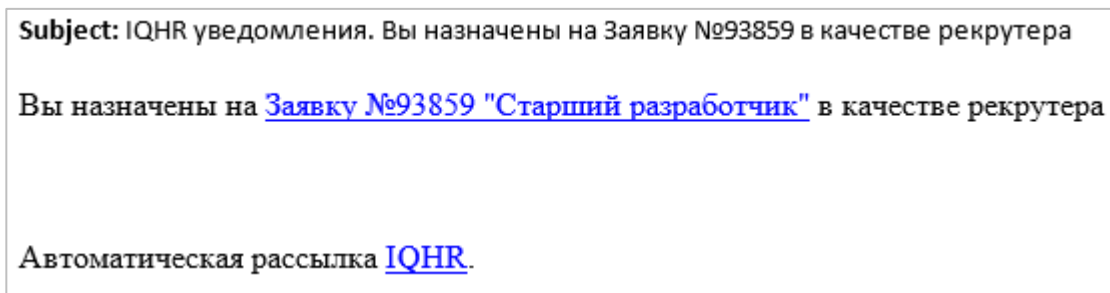 Subject: IQHR уведомления. Вы назначены на Заявку №93859 в качестве рекрутера
Вы назначены на Заявку №93859 "Старший разработчик" в качестве рекрутера
Автоматическая рассылка IQHR.